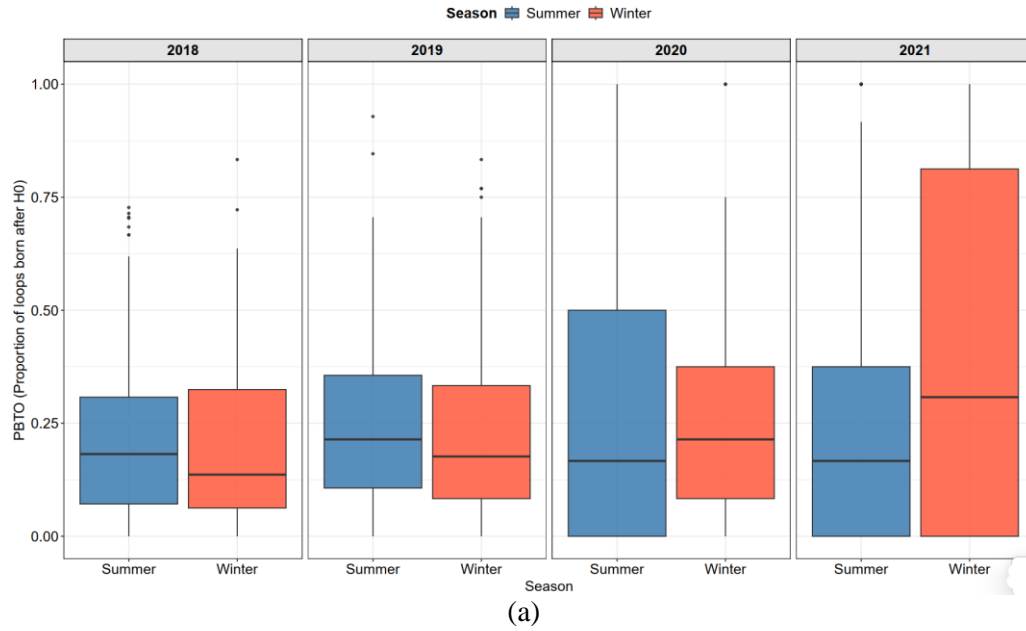 Season Summer Winter
2018 2019 2020 2021
PBTO (Proportion of loops born after H0)
1.00
0.75
0.50
0.25
0.00
Summer Winter Summer Winter Summer Winter Summer Winter
Season
(a)